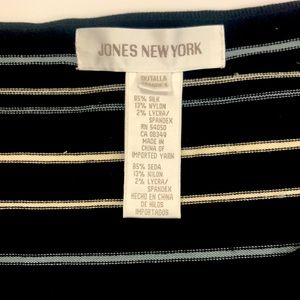 JONES NEW YORK
85% SILK
13% NYLON
2% LYCRA/
SPANDEX
RN 54050
CA 08349
MADE IN
CHINA OF
IMPORTED YARN
85% SEDA
13% NILON
2% LYCRA/
SPANDEX
HECHO EN CHINA
DE HILOS
IMPORTADOS